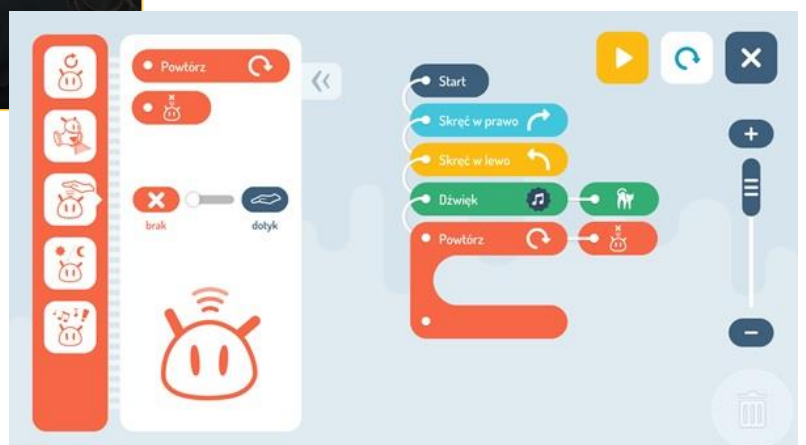 Powtórz
brak
dotyk
Start
Skręć w prawo
Skręć w lewo
Dźwięk
Powtórz